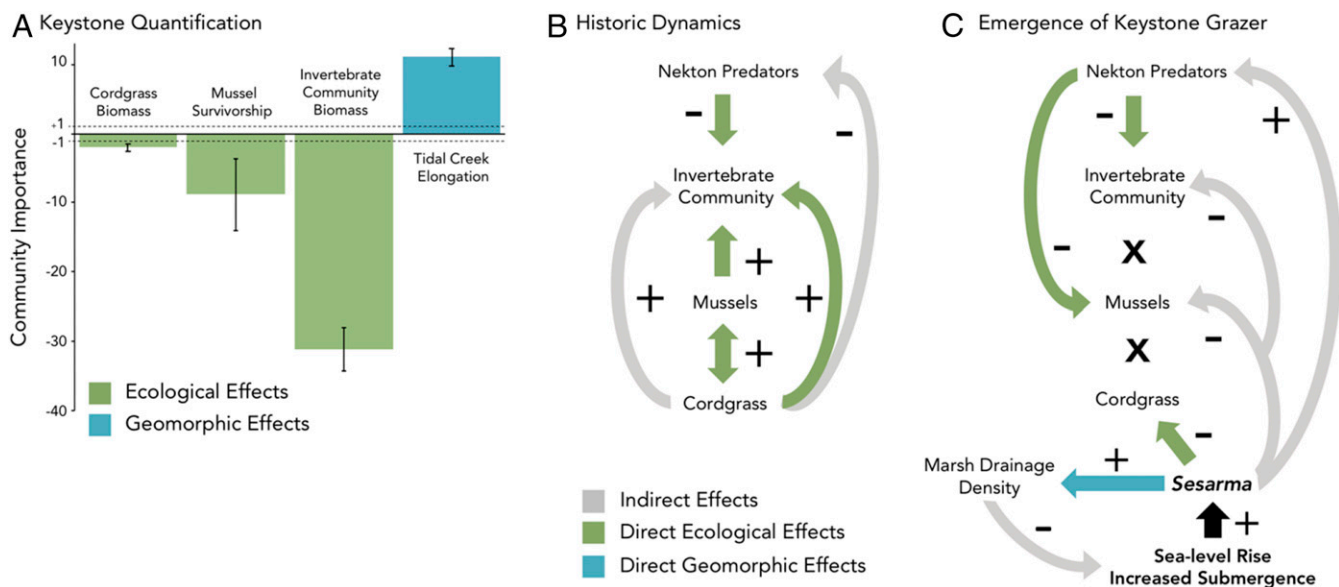 A Keystone Quantification
Community Importance
10
+1
-1
-10
-20
-30
-40
Cordgrass
Biomass
Mussel
Survivorship
Invertebrate
Community
Biomass
Tidal Creek
Elongation
Ecological Effects
Geomorphic Effects
B Historic Dynamics
Nekton Predators
-
-
Invertebrate
Community
+
+
+
Mussels
+
Cordgrass
Indirect Effects
Direct Ecological Effects
Direct Geomorphic Effects
C Emergence of Keystone Grazer
Nekton Predators
-
+
Invertebrate
Community
-
-
X
Mussels
-
X
Cordgrass
-
Marsh Drainage
Density
+
Sesarma
-
+
Sea-level Rise
Increased Submergence